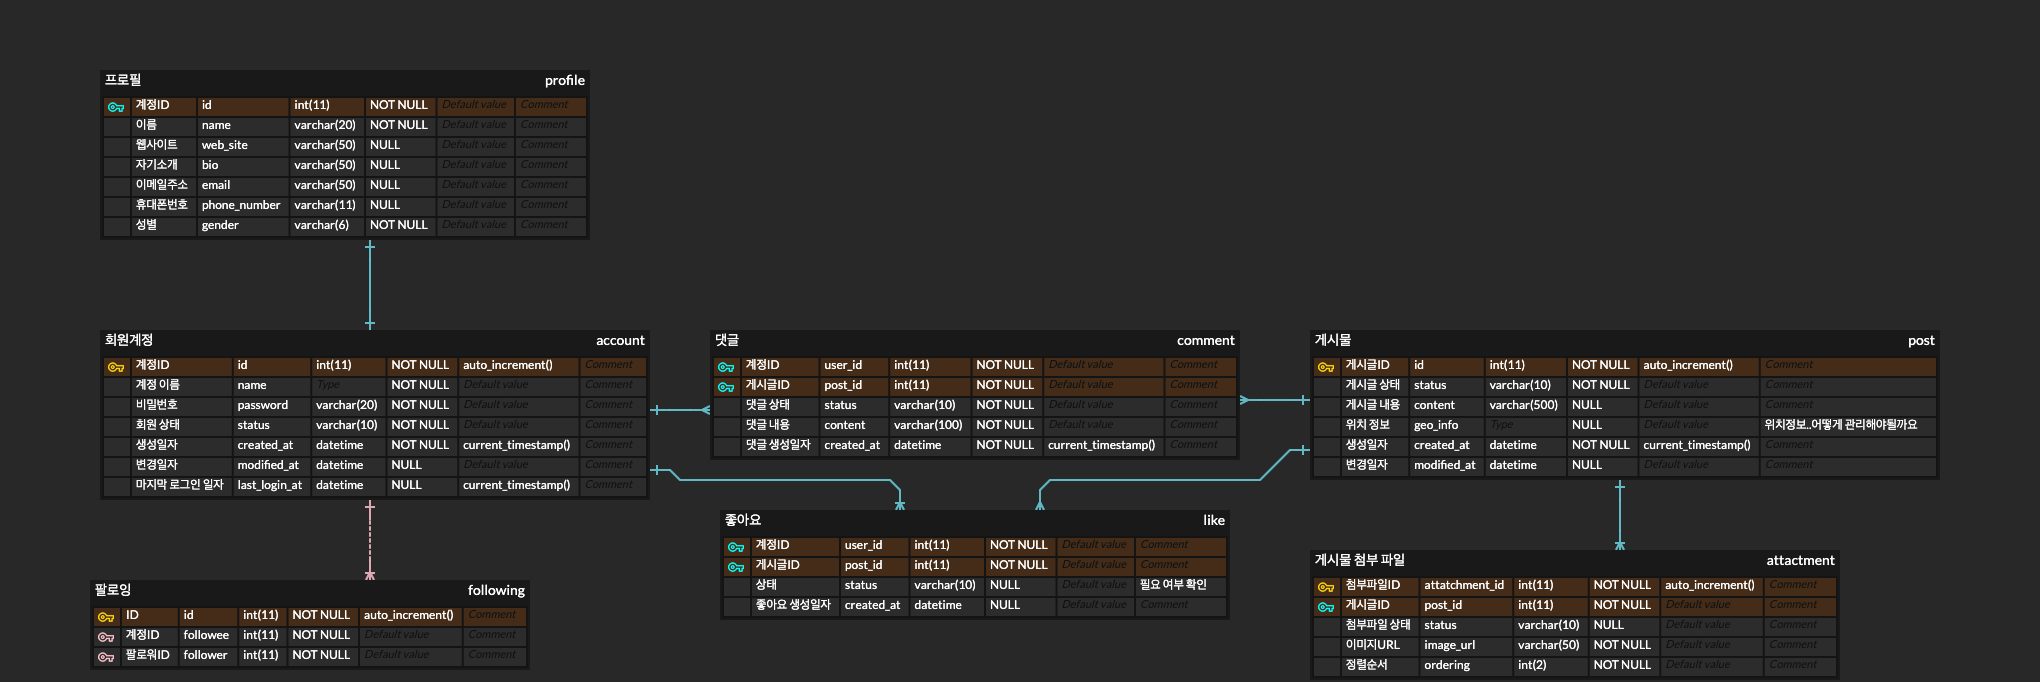 프로필 profile
계정ID id int(11) NOT NULL Default value Comment
이름 name varchar(20) NOT NULL Default value Comment
웹사이트 web_site varchar(50) NULL Default value Comment
자기소개 bio varchar(50) NULL Default value Comment
이메일주소 email varchar(50) NULL Default value Comment
휴대폰번호 phone_number varchar(11) NULL Default value Comment
성별 gender varchar(6) NOT NULL Default value Comment
회원계정 account
계정ID id int(11) NOT NULL auto_increment() Comment
계정 이름 name Type NOT NULL Default value Comment
비밀번호 password varchar(20) NOT NULL Default value Comment
회원 상태 status varchar(10) NOT NULL Default value Comment
생성일자 created_at datetime NOT NULL current_timestamp() Comment
변경일자 modified_at datetime NULL Default value Comment
마지막 로그인 일자 last_login_at datetime NULL current_timestamp() Comment
댓글 comment
계정ID user_id int(11) NOT NULL Default value Comment
게시글ID post_id int(11) NOT NULL Default value Comment
댓글 상태 status varchar(10) NOT NULL Default value Comment
댓글 내용 content varchar(100) NOT NULL Default value Comment
댓글 생성일자 created_at datetime NOT NULL current_timestamp() Comment
게시물 post
게시글ID id int(11) NOT NULL auto_increment() Comment
게시글 상태 status varchar(10) NOT NULL Default value Comment
게시글 내용 content varchar(500) NULL Default value Comment
위치 정보 geo_info Type NULL Default value 위치정보..어떻게 관리해야될까요
생성일자 created_at datetime NOT NULL current_timestamp() Comment
변경일자 modified_at datetime NULL Default value Comment
팔로잉 following
ID id int(11) NOT NULL auto_increment() Comment
계정ID followee int(11) NOT NULL Default value Comment
팔로워ID follower int(11) NOT NULL Default value Comment
좋아요 like
계정ID user_id int(11) NOT NULL Default value Comment
게시글ID post_id int(11) NOT NULL Default value Comment
상태 status varchar(10) NULL Default value 필요 여부 확인
좋아요 생성일자 created_at datetime NULL Default value Comment
게시물 첨부 파일 attactment
첨부파일ID attatchment_id int(11) NOT NULL auto_increment() Comment
게시글ID post_id int(11) NOT NULL Default value Comment
첨부파일 상태 status varchar(10) NULL Default value Comment
이미지URL image_url varchar(50) NOT NULL Default value Comment
정렬순서 ordering int(2) NOT NULL Default value Comment